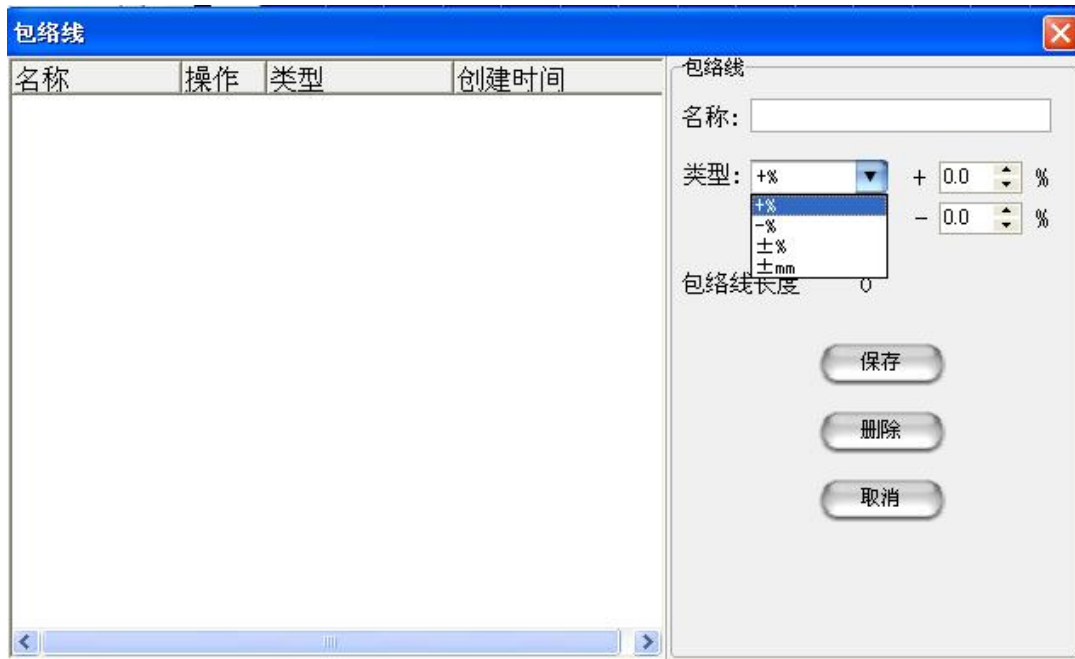 包络线
名称 操作 类型 创建时间
包络线
名称:
类型: +% + 0.0 %
+%
-% - 0.0 %
±%
±mm
包络线长度 0
保存
删除
取消